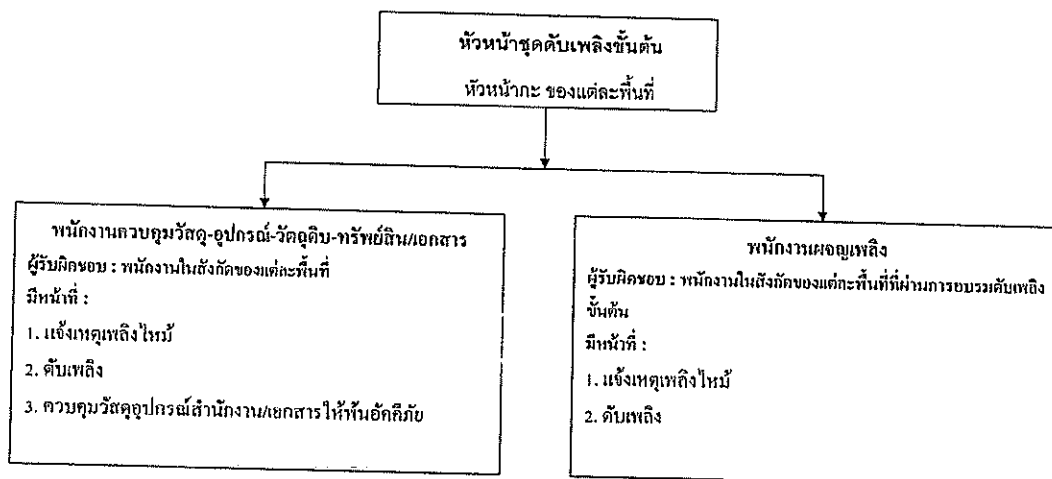 หัวหน้าชุดดับเพลิงขั้นต้น
หัวหน้ากะ ของแต่ละพื้นที่
พนักงานควบคุมวัสดุ-อุปกรณ์-วัตถุดิบ-ทรัพย์สิน/เอกสาร
ผู้รับผิดชอบ : พนักงานในสังกัดของแต่ละพื้นที่
มีหน้าที่ :
1. แจ้งเหตุเพลิงไหม้
2. ดับเพลิง
3. ควบคุมวัสดุอุปกรณ์สำนักงาน/เอกสารให้พ้นอัคคีภัย
พนักงานผจญเพลิง
ผู้รับผิดชอบ : พนักงานในสังกัดของแต่ละพื้นที่ที่ผ่านการอบรมดับเพลิง
ขั้นต้น
มีหน้าที่ :
1. แจ้งเหตุเพลิงไหม้
2. ดับเพลิง